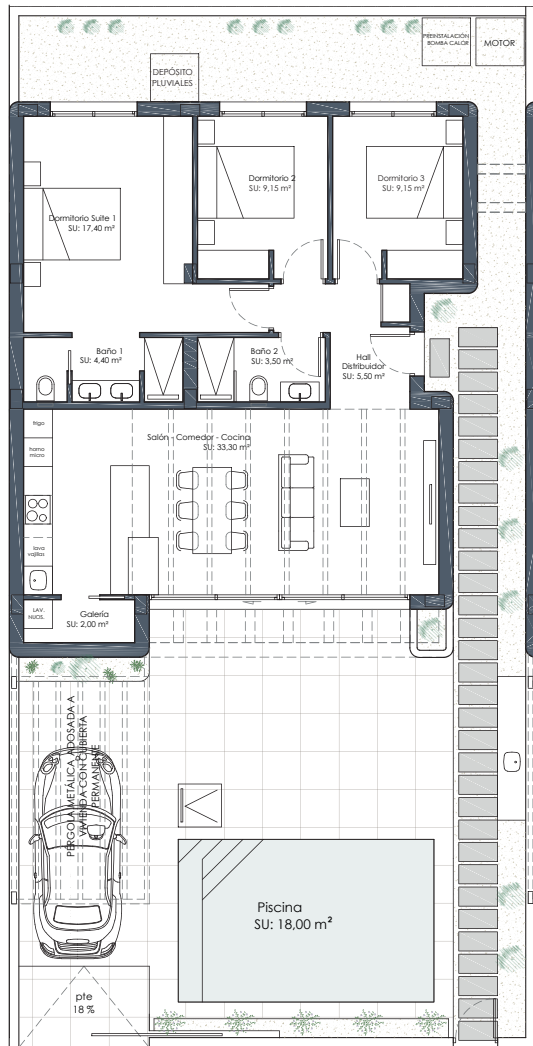 PREINSTALACIÓN
BOMBA CALOR
MOTOR
DEPÓSITO
PLUVIALES
Dormitorio Suite 1
SU: 17,40 m²
Dormitorio 2
SU: 9,15 m²
Dormitorio 3
SU: 9,15 m²
Baño 1
SU: 4,40 m²
Baño 2
SU: 3,50 m²
Hall
Distribuidor
SU: 5,50 m²
Salón - Comedor - Cocina
SU: 33,30 m²
frigo
horno
micro
lava
vajillas
LAV.
NUOS.
Galería
SU: 2,00 m²
PERGOLA METÁLICA ADOSADA A
VIVIENDA CON CUBIERTA
PERMANENTE
Piscina
SU: 18,00 m²
pte
18 %